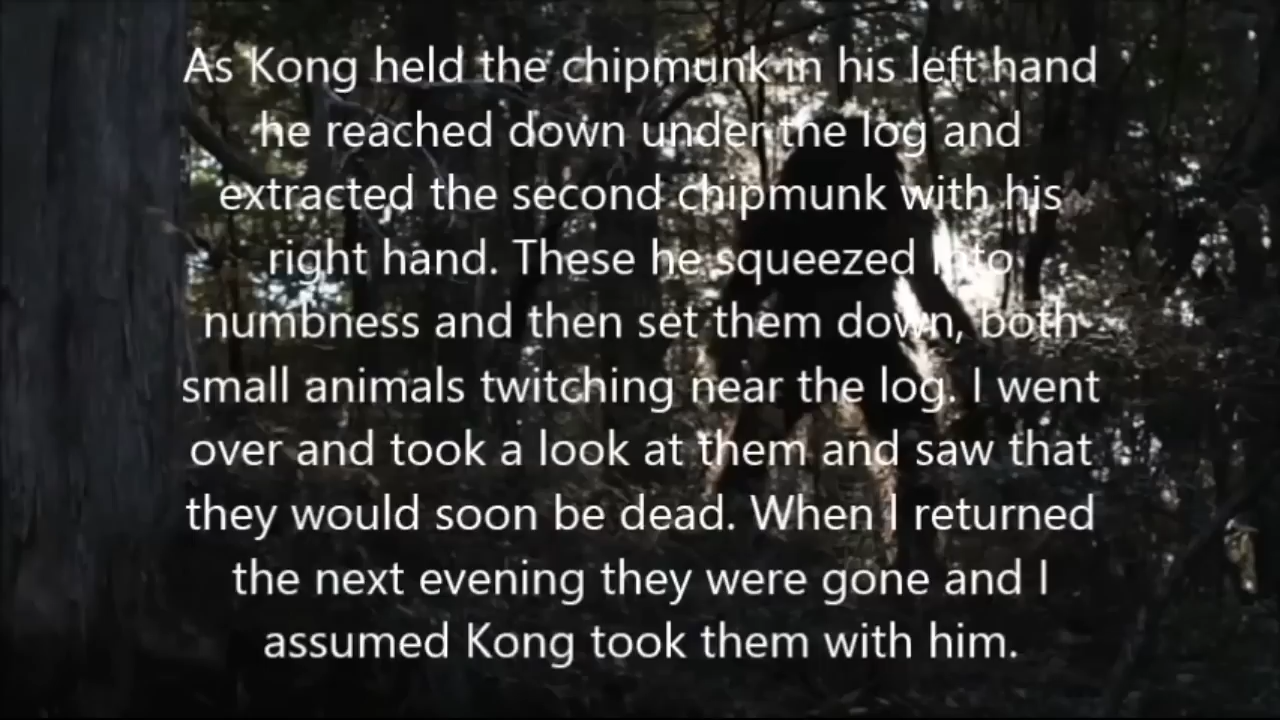 As Kong held the chipmunk in his left hand
he reached down under the log and
extracted the second chipmunk with his
right hand. These he squeezed into
numbness and then set them down, both
small animals twitching near the log. I went
over and took a look at them and saw that
they would soon be dead. When I returned
the next evening they were gone and I
assumed Kong took them with him.